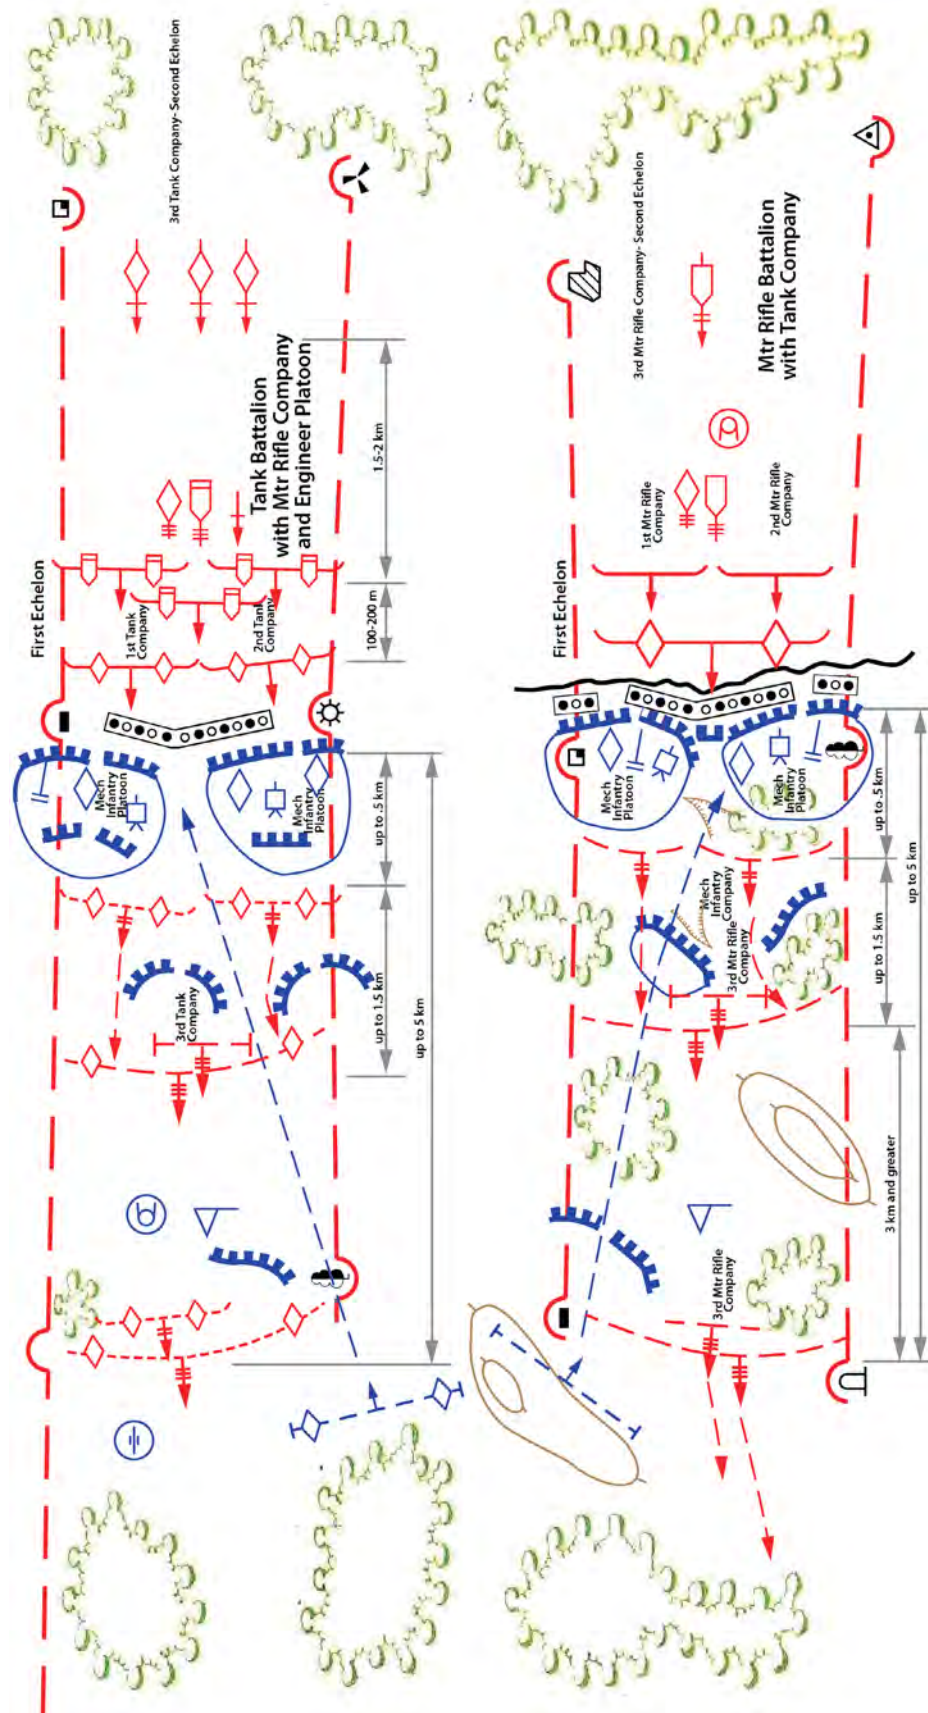 3rd Tank Company- Second Echelon
Tank Battalion
with Mtr Rifle Company
and Engineer Platoon
1.5-2 km
First Echelon
1st Tank
Company
2nd Tank
Company
100-200 m
Mech
Infantry
Platoon
Mech
Infantry
Platoon
up to .5 km
3rd Tank
Company
up to 1.5 km
up to 5 km
3rd Mtr Rifle Company- Second Echelon
Mtr Rifle Battalion
with Tank Company
First Echelon
1st Mtr Rifle
Company
2nd Mtr Rifle
Company
Mech
Infantry
Platoon
Mech
Infantry
Platoon
up to .5 km
Mech
Infantry
Company
3rd Mtr Rifle
Company
up to 1.5 km
up to 5 km
3 km and greater
3rd Mtr Rifle
Company